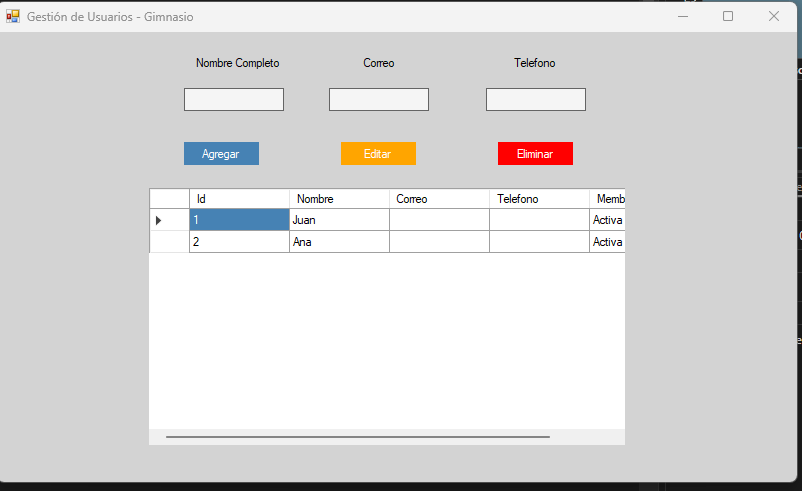 Gestión de Usuarios - Gimnasio
Nombre Completo Correo Telefono
Agregar Editar Eliminar
Id Nombre Correo Telefono Memb
1 Juan Activa
2 Ana Activa